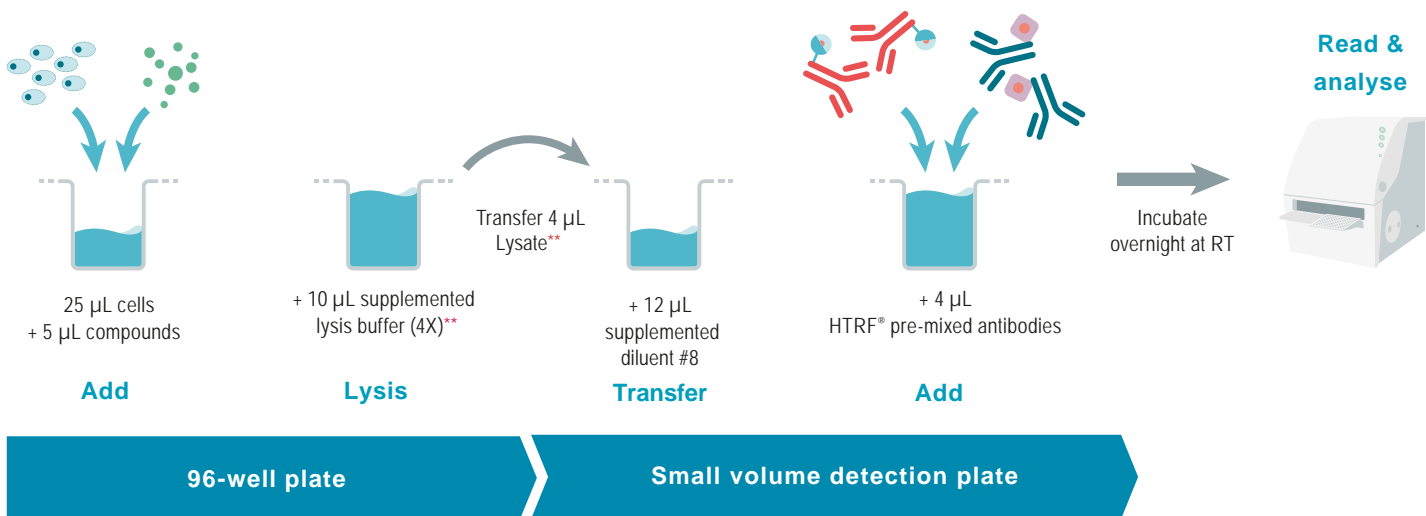 25 µL cells
+ 5 µL compounds
Add
+ 10 µL supplemented
lysis buffer (4X)**
Lysis
Transfer 4 µL
Lysate**
+ 12 µL
supplemented
diluent #8
Transfer
+ 4 µL
HTRF® pre-mixed antibodies
Add
Incubate
overnight at RT
Read &
analyse
96-well plate
Small volume detection plate